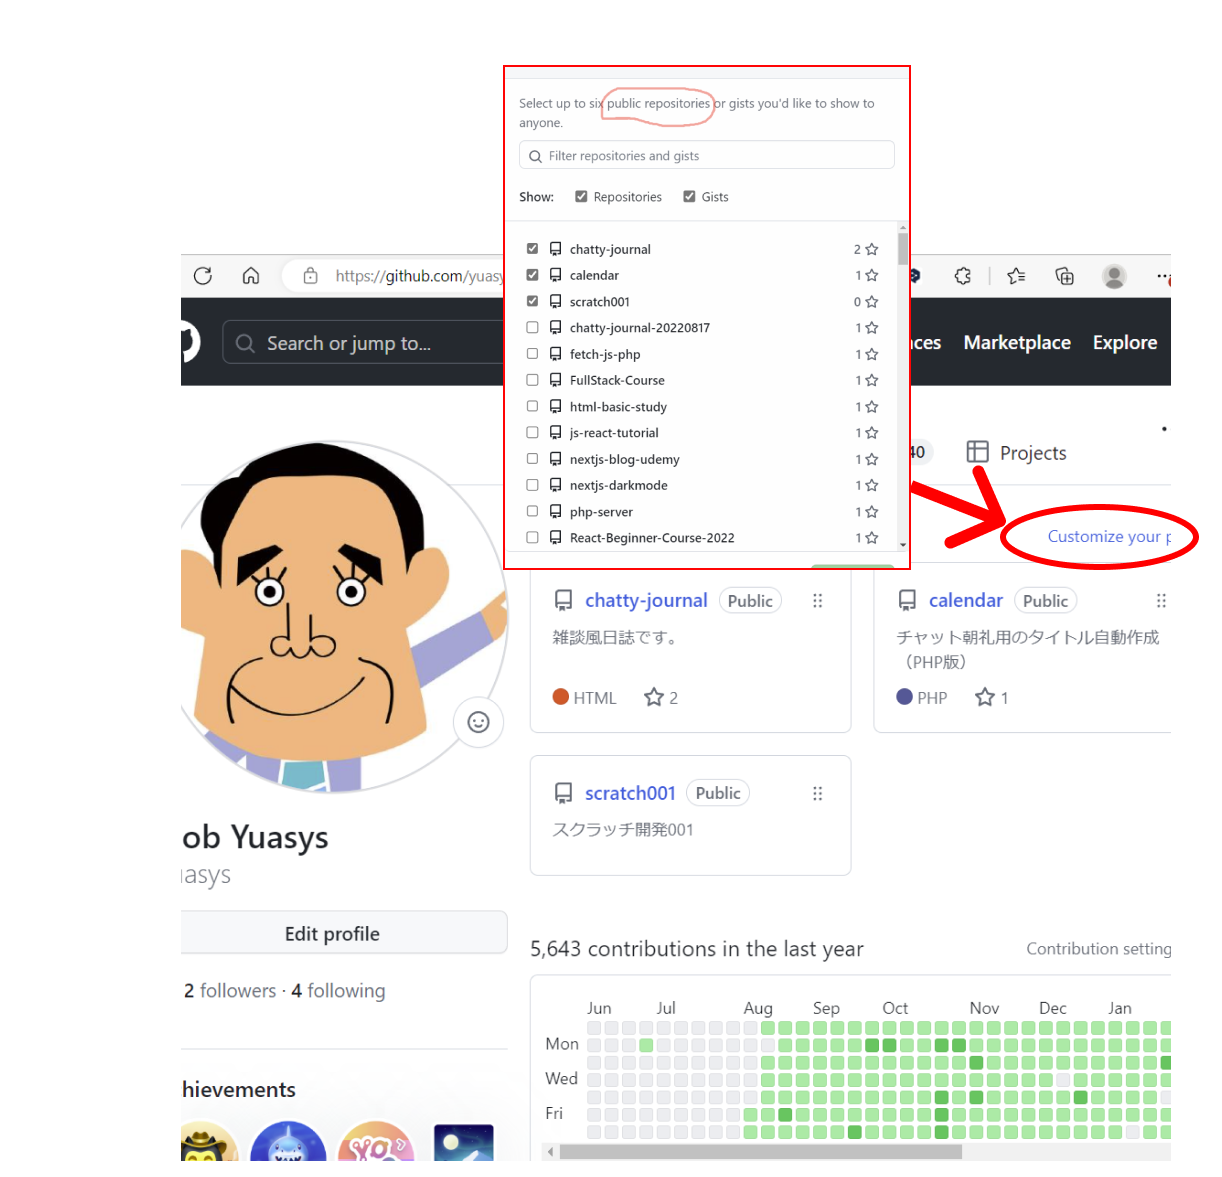 Select up to six public repositories or gists you'd like to show to
anyone.
Filter repositories and gists
Show: Repositories Gists
chatty-journal 2
calendar 1
scratch001 0
chatty-journal-20220817 1
fetch-js-php 1
FullStack-Course 1
html-basic-study 1
js-react-tutorial 1
nextjs-blog-udemy 1
nextjs-darkmode 1
php-server 1
React-Beginner-Course-2022 1
https://github.com/yuasy
Search or jump to...
ces Marketplace Explore
40 Projects
Customize your p
chatty-journal Public
雑談風日誌です。
HTML 2
calendar Public
チャット朝礼用のタイトル自動作成
（PHP版）
PHP 1
scratch001 Public
スクラッチ開発001
ob Yuasys
uasys
Edit profile
2 followers · 4 following
hievements
5,643 contributions in the last year
Contribution setting
Jun Jul Aug Sep Oct Nov Dec Jan
Mon
Wed
Fri